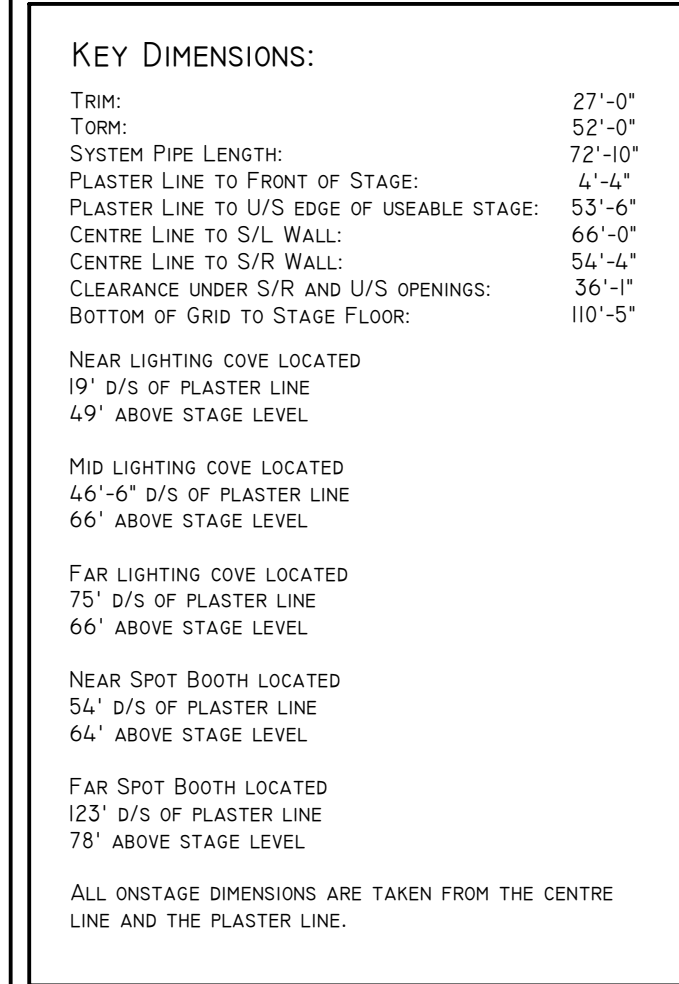 Key Dimensions:
Trim: 27'-0"
Torm: 52'-0"
System Pipe Length: 72'-10"
Plaster Line to Front of Stage: 4'-4"
Plaster Line to U/S edge of useable stage: 53'-6"
Centre Line to S/L Wall: 66'-0"
Centre Line to S/R Wall: 54'-4"
Clearance under S/R and U/S openings: 36'-1"
Bottom of Grid to Stage Floor: 110'-5"
Near lighting cove located
19' d/s of plaster line
49' above stage level
Mid lighting cove located
46'-6" d/s of plaster line
66' above stage level
Far lighting cove located
75' d/s of plaster line
66' above stage level
Near Spot Booth located
54' d/s of plaster line
64' above stage level
Far Spot Booth located
123' d/s of plaster line
78' above stage level
All onstage dimensions are taken from the centre
line and the plaster line.